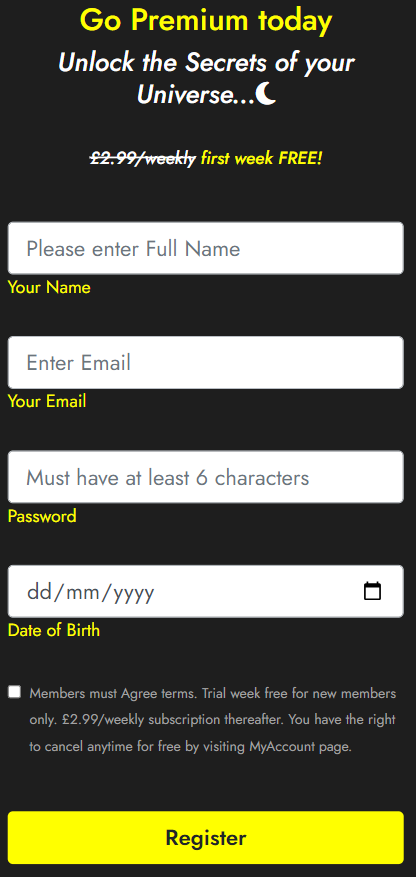 Go Premium today
Unlock the Secrets of your
Universe...
£2.99/weekly first week FREE!
Please enter Full Name
Your Name
Enter Email
Your Email
Must have at least 6 characters
Password
dd/mm/yyyy
Date of Birth
Members must Agree terms. Trial week free for new members
only. £2.99/weekly subscription thereafter. You have the right
to cancel anytime for free by visiting MyAccount page.
Register